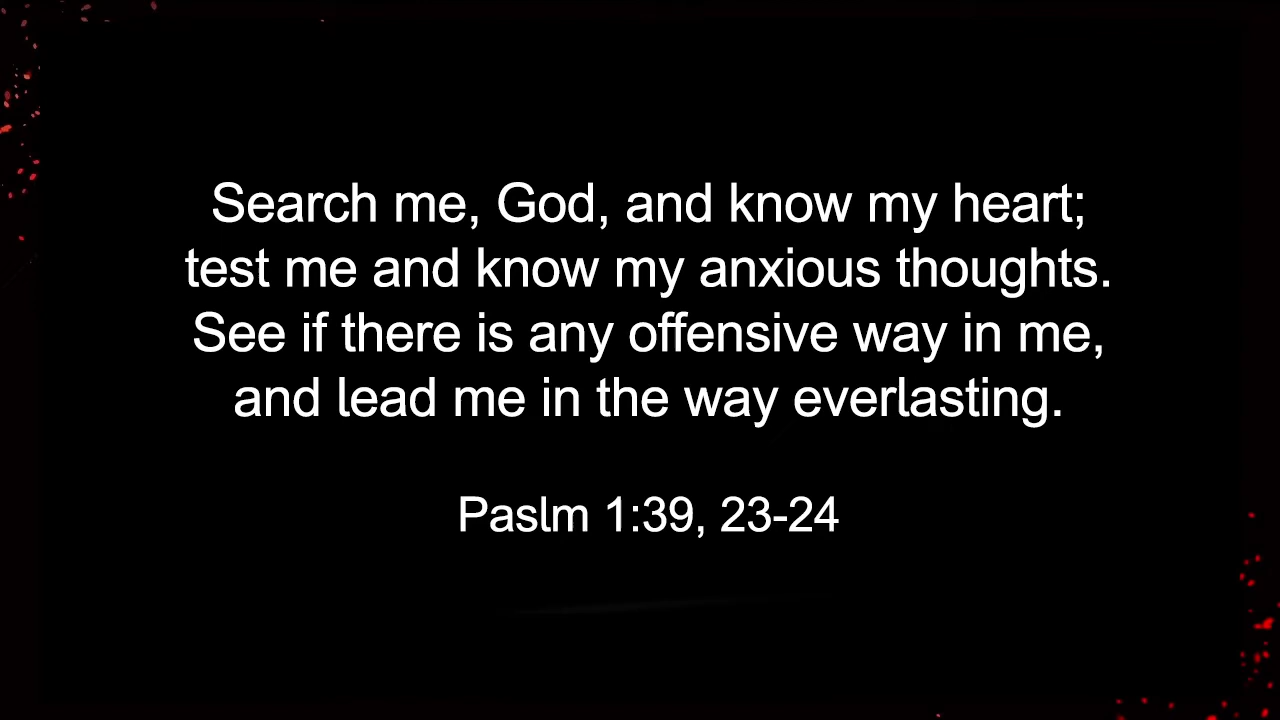 Search me, God, and know my heart;
test me and know my anxious thoughts.
See if there is any offensive way in me,
and lead me in the way everlasting.
Paslm 1:39, 23-24